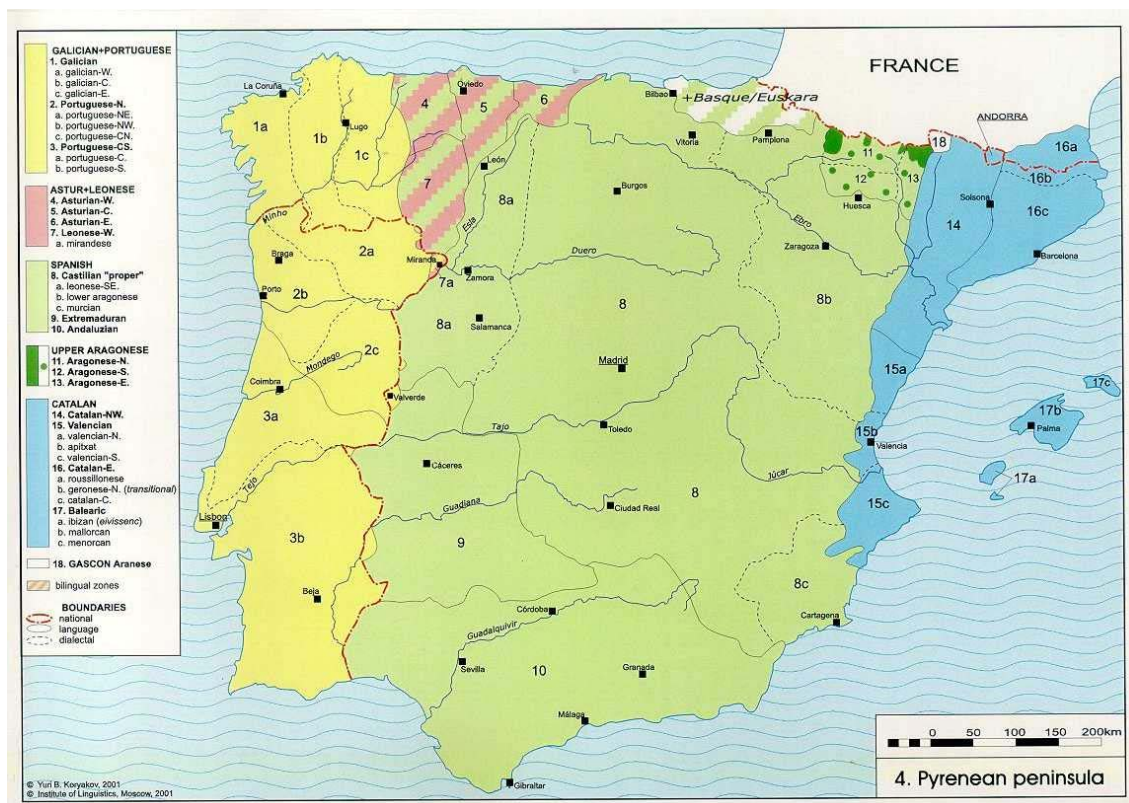 GALICIAN+PORTUGUESE
1. Galician
a. galician-W.
b. galician-C.
c. galician-E.
2. Portuguese-N.
a. portuguese-NE.
b. portuguese-NW.
c. portuguese-CN.
3. Portuguese-CS.
a. portuguese-C.
b. portuguese-S.
ASTUR+LEONESE
4. Asturian-W.
5. Asturian-C.
6. Asturian-E.
7. Leonese-W.
a. mirandese
SPANISH
8. Castilian "proper"
a. leonese-SE.
b. lower aragonese
c. murcian
9. Extremaduran
10. Andaluzian
UPPER ARAGONESE
11. Aragonese-N.
12. Aragonese-S.
13. Aragonese-E.
CATALAN
14. Catalan-NW.
15. Valencian
a. valencian-N.
b. apitxat
c. valencian-S.
16. Catalan-E.
a. roussillonese
b. geronese-N. (transitional)
c. catalan-C.
17. Balearic
a. ibizan (eivissenc)
b. mallorcan
c. menorcan
18. GASCON Aranese
bilingual zones
BOUNDARIES
national
language
dialectal
© Yuri B. Koryakov, 2001
© Institute of Linguistics, Moscow, 2001
FRANCE
ANDORRA
+Basque/Euskara
La Coruña
Oviedo
Bilbao
4
5
6
1a
1b
1c
Lugo
Vitoria
Pamplona
11
18
16a
León
7
8a
12
13
16b
Burgos
Huesca
Solsona
14
16c
Minho
Esla
Ebro
2a
Braga
Duero
Zaragoza
Barcelona
Miranda
Zamora
7a
Porto
2b
8
8b
8a
Salamanca
Mondego
2c
Madrid
15a
17c
Coimbra
Valverde
3a
17b
Palma
Tajo
Toledo
15b
Valencia
Cáceres
Júcar
17a
Tejo
Guadiana
8
15c
Ciudad Real
Lisbon
3b
9
8c
Beja
Córdoba
Cartagena
Guadalquivir
Sevilla
10
Granada
Málaga
Gibraltar
0 50 100 150 200km
4. Pyrenean peninsula